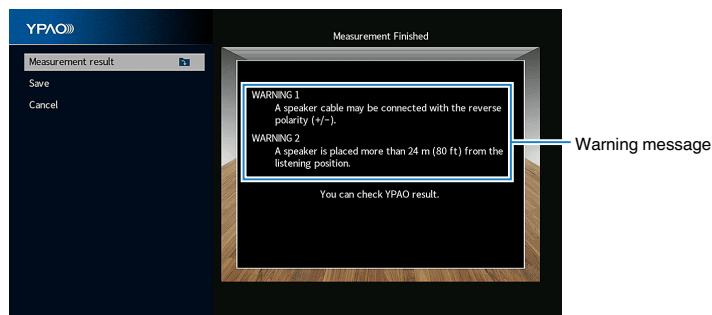 YPAO
Measurement Finished
Measurement result
Save
Cancel
WARNING 1
A speaker cable may be connected with the reverse
polarity (+/-).
WARNING 2
A speaker is placed more than 24 m (80 ft) from the
listening position.
You can check YPAO result.
Warning message